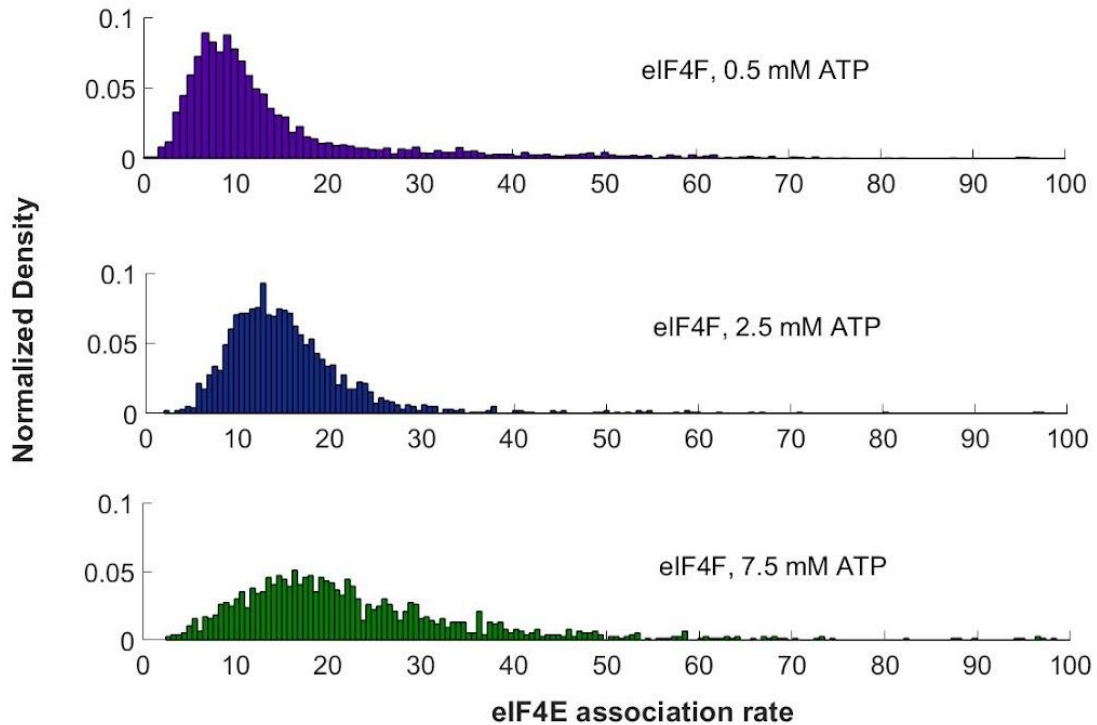 0.1
eIF4F, 0.5 mM ATP
0.05
0
0 10 20 30 40 50 60 70 80 90 100
Normalized Density
0.1
eIF4F, 2.5 mM ATP
0.05
0
0 10 20 30 40 50 60 70 80 90 100
0.1
eIF4F, 7.5 mM ATP
0.05
0
0 10 20 30 40 50 60 70 80 90 100
eIF4E association rate